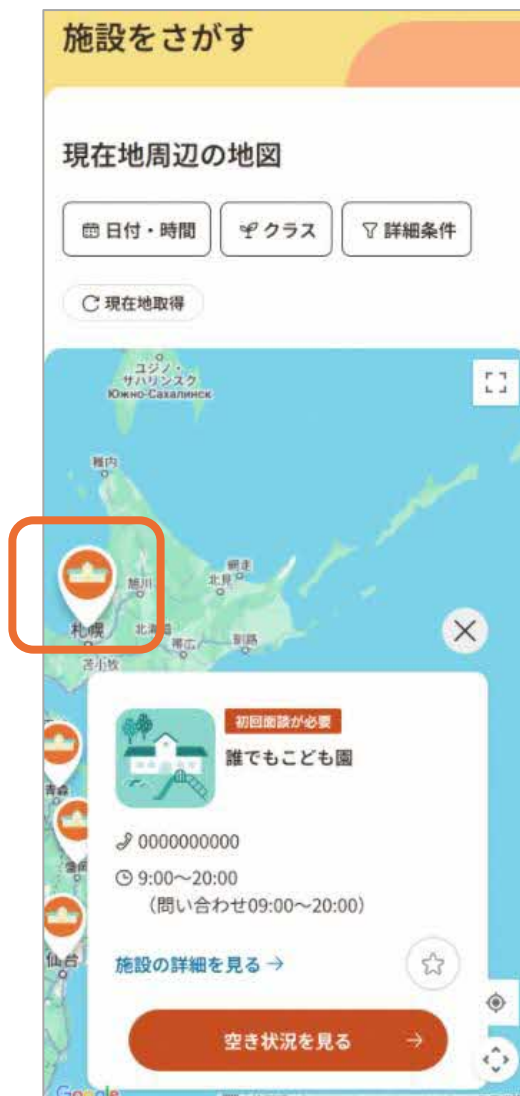 施設をさがす
現在地周辺の地図
日付・時間
クラス
詳細条件
現在地取得
ユジノ・
サハリンスク
Южно-Сахалинск
稚内
網走
旭川
北見
札幌
北海道
帯広
釧路
苫小牧
初回面談が必要
誰でもこども園
0000000000
9:00～20:00
(問い合わせ09:00～20:00)
青森
盛岡
仙台
施設の詳細を見る→
空き状況を見る →
Google